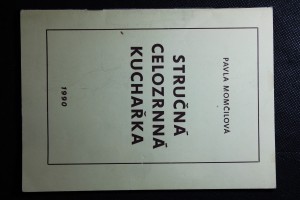 PAVLA MOMČILOVÁ
STRUČNÁ
CELOZRNNÁ
KUCHAŘKA
1990